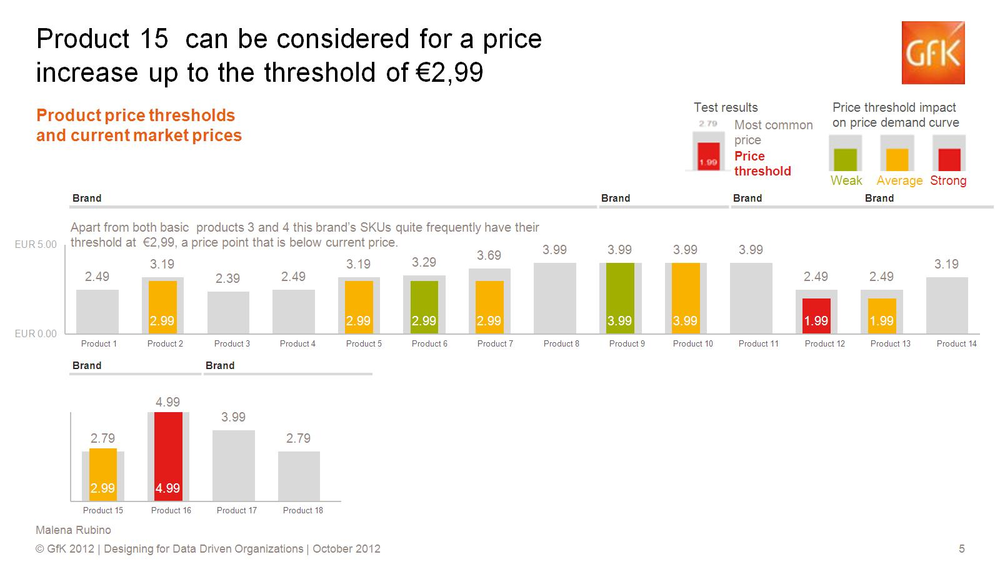 Product 15  can be considered for a price
increase up to the threshold of €2,99
GfK
Product price thresholds
and current market prices
Test results
2.79
1.99
Most common
price
Price
threshold
Price threshold impact
on price demand curve
Weak Average Strong
Brand Brand Brand Brand
Apart from both basic  products 3 and 4 this brand's SKUs quite frequently have their
threshold at  €2,99, a price point that is below current price.
EUR 5.00
2.49 3.19 2.39 2.49 3.19 3.29 3.69 3.99 3.99 3.99 3.99 2.49 2.49 3.19
2.99 2.99 2.99 2.99 3.99 3.99 1.99 1.99
EUR 0.00
Product 1 Product 2 Product 3 Product 4 Product 5 Product 6 Product 7 Product 8 Product 9 Product 10 Product 11 Product 12 Product 13 Product 14
Brand Brand
2.79 4.99 3.99 2.79
2.99 4.99
Product 15 Product 16 Product 17 Product 18
Malena Rubino
© GfK 2012 | Designing for Data Driven Organizations | October 2012
5